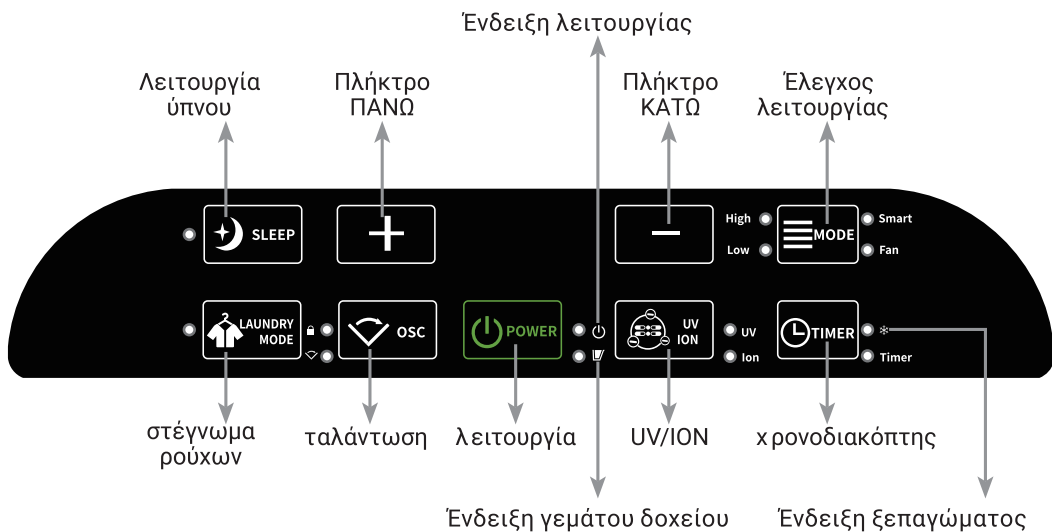 Ένδειξη λειτουργίας
Λειτουργία
ύπνου
Πλήκτρο
ΠΑΝΩ
Πλήκτρο
ΚΑΤΩ
Έλεγχος
λειτουργίας
SLEEP
High
Low
MODE
Smart
Fan
LAUNDRY
MODE
OSC
POWER
UV
ION
UV
Ion
TIMER
Timer
στέγνωμα
ρούχων
ταλάντωση
λειτουργία
UV/ION
χρονοδιακόπτης
Ένδειξη γεμάτου δοχείου
Ένδειξη ξεπαγώματος